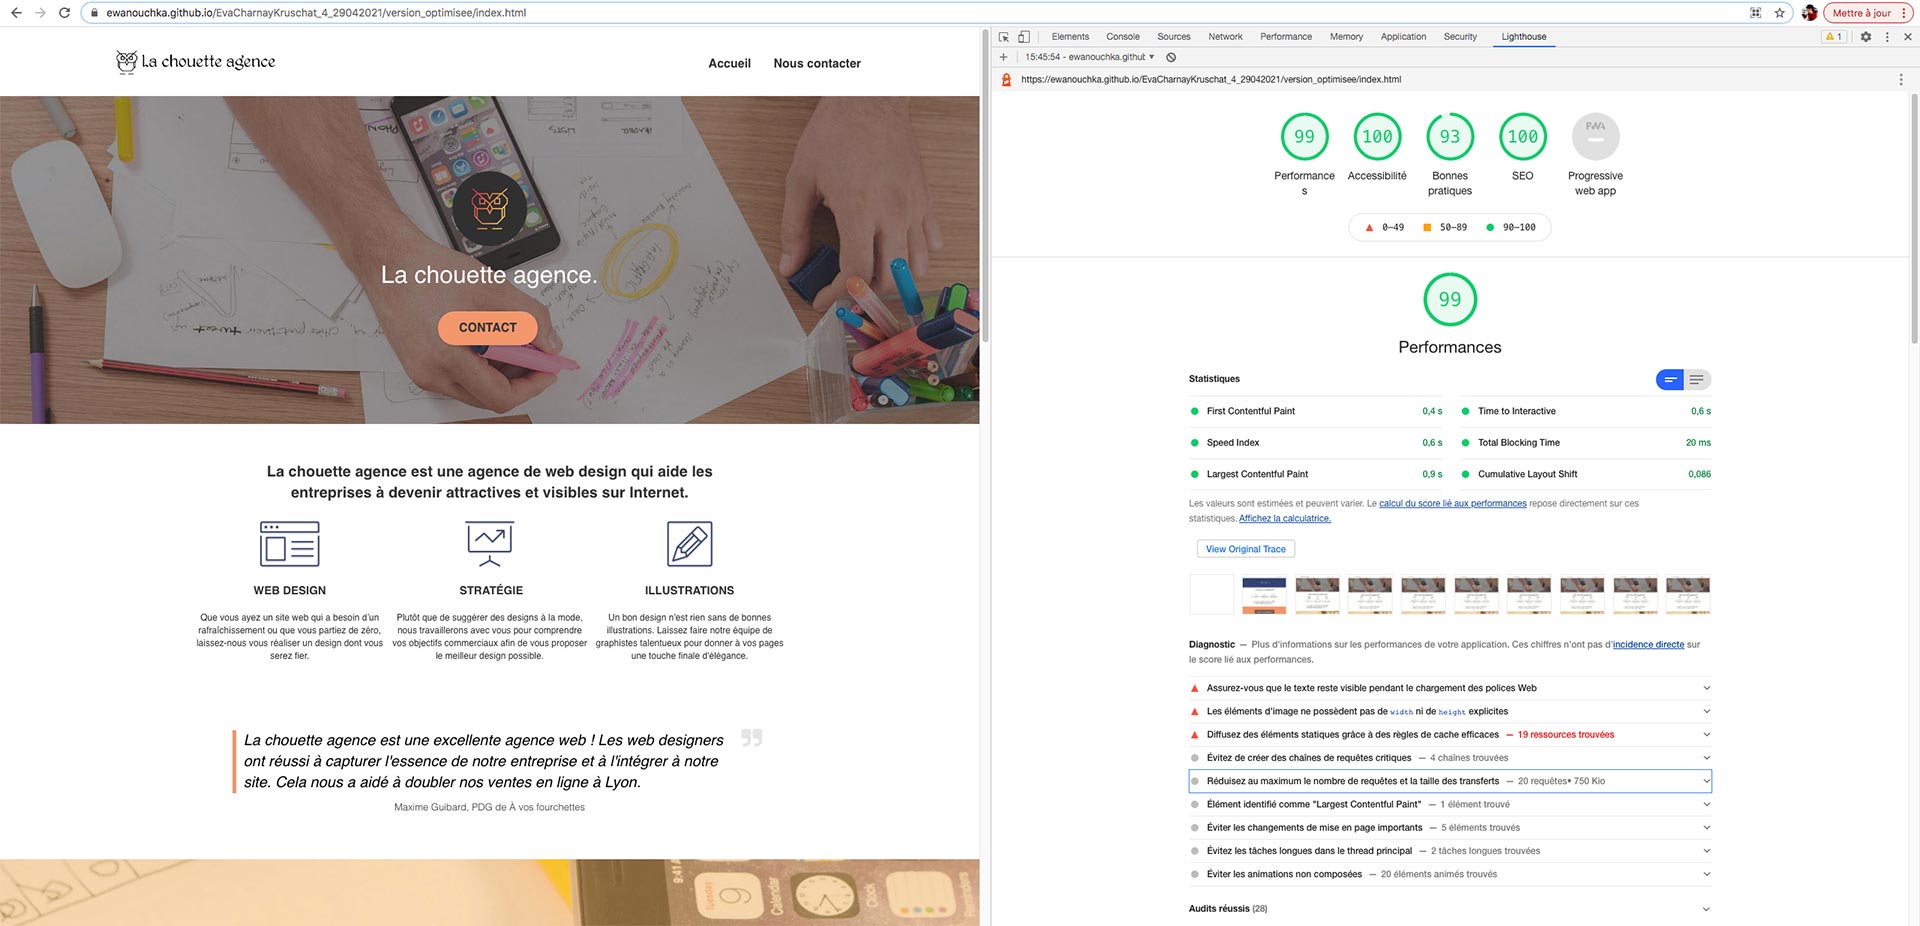 ewanouchka.github.io/EvaCharnayKruschat_4_29042021/version_optimisee/index.html
Mettre à jour
La chouette agence
Accueil
Nous contacter
La chouette agence.
CONTACT
La chouette agence est une agence de web design qui aide les
entreprises à devenir attractives et visibles sur Internet.
WEB DESIGN
Que vous ayez un site web qui a besoin d'un
rafraîchissement ou que vous partiez de zéro,
laissez-nous vous réaliser un design dont vous
serez fier.
STRATÉGIE
Plutôt que de suggérer des designs à la mode,
nous travaillerons avec vous pour comprendre
vos objectifs commerciaux afin de vous proposer
le meilleur design possible.
ILLUSTRATIONS
Un bon design n'est rien sans de bonnes
illustrations. Laissez faire notre équipe de
graphistes talentueux pour donner à vos pages
une touche finale d'élégance.
La chouette agence est une excellente agence web ! Les web designers
ont réussi à capturer l'essence de notre entreprise et à l'intégrer à notre
site. Cela nous a aidé à doubler nos ventes en ligne à Lyon.
Maxime Guibard, PDG de À vos fourchettes
9:41 AM
Tuesday
9
Calendar
Clock
Reminders
Elements Console Sources Network Performance Memory Application Security Lighthouse
1
15:45:54 - ewanouchka.githut
https://ewanouchka.github.io/EvaCharnayKruschat_4_29042021/version_optimisee/index.html
99
Performance
s
100
Accessibilité
93
Bonnes
pratiques
100
SEO
PWA
Progressive
web app
0–49 50–89 90–100
99
Performances
Statistiques
First Contentful Paint 0,4 s
Time to Interactive 0,6 s
Speed Index 0,6 s
Total Blocking Time 20 ms
Largest Contentful Paint 0,9 s
Cumulative Layout Shift 0,086
Les valeurs sont estimées et peuvent varier. Le calcul du score lié aux performances repose directement sur ces
statistiques. Affichez la calculatrice.
View Original Trace
Diagnostic — Plus d'informations sur les performances de votre application. Ces chiffres n'ont pas d'incidence directe sur
le score lié aux performances.
Assurez-vous que le texte reste visible pendant le chargement des polices Web
Les éléments d'image ne possèdent pas de width ni de height explicites
Diffusez des éléments statiques grâce à des règles de cache efficaces — 19 ressources trouvées
Évitez de créer des chaînes de requêtes critiques — 4 chaînes trouvées
Réduisez au maximum le nombre de requêtes et la taille des transferts — 20 requêtes• 750 Kio
Élément identifié comme "Largest Contentful Paint" — 1 élément trouvé
Éviter les changements de mise en page importants — 5 éléments trouvés
Évitez les tâches longues dans le thread principal — 2 tâches longues trouvées
Éviter les animations non composées — 20 éléments animés trouvés
Audits réussis (28)